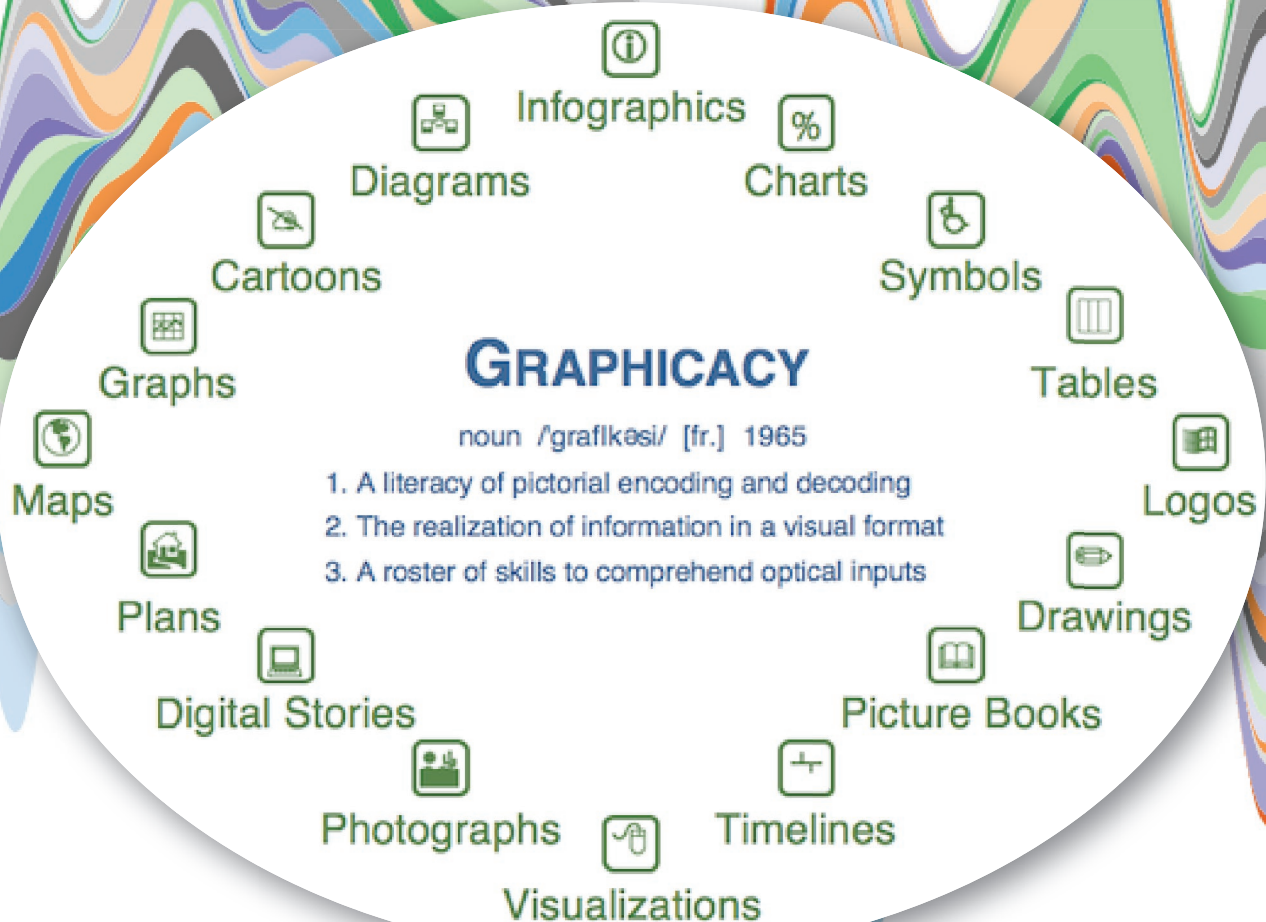 Infographics
Diagrams
Charts
Cartoons
Symbols
Graphs
Tables
Maps
Logos
Plans
Drawings
Digital Stories
Picture Books
Photographs
Timelines
Visualizations
GRAPHICACY
noun /'grafIkəsi/ [fr.] 1965
1. A literacy of pictorial encoding and decoding
2. The realization of information in a visual format
3. A roster of skills to comprehend optical inputs
%